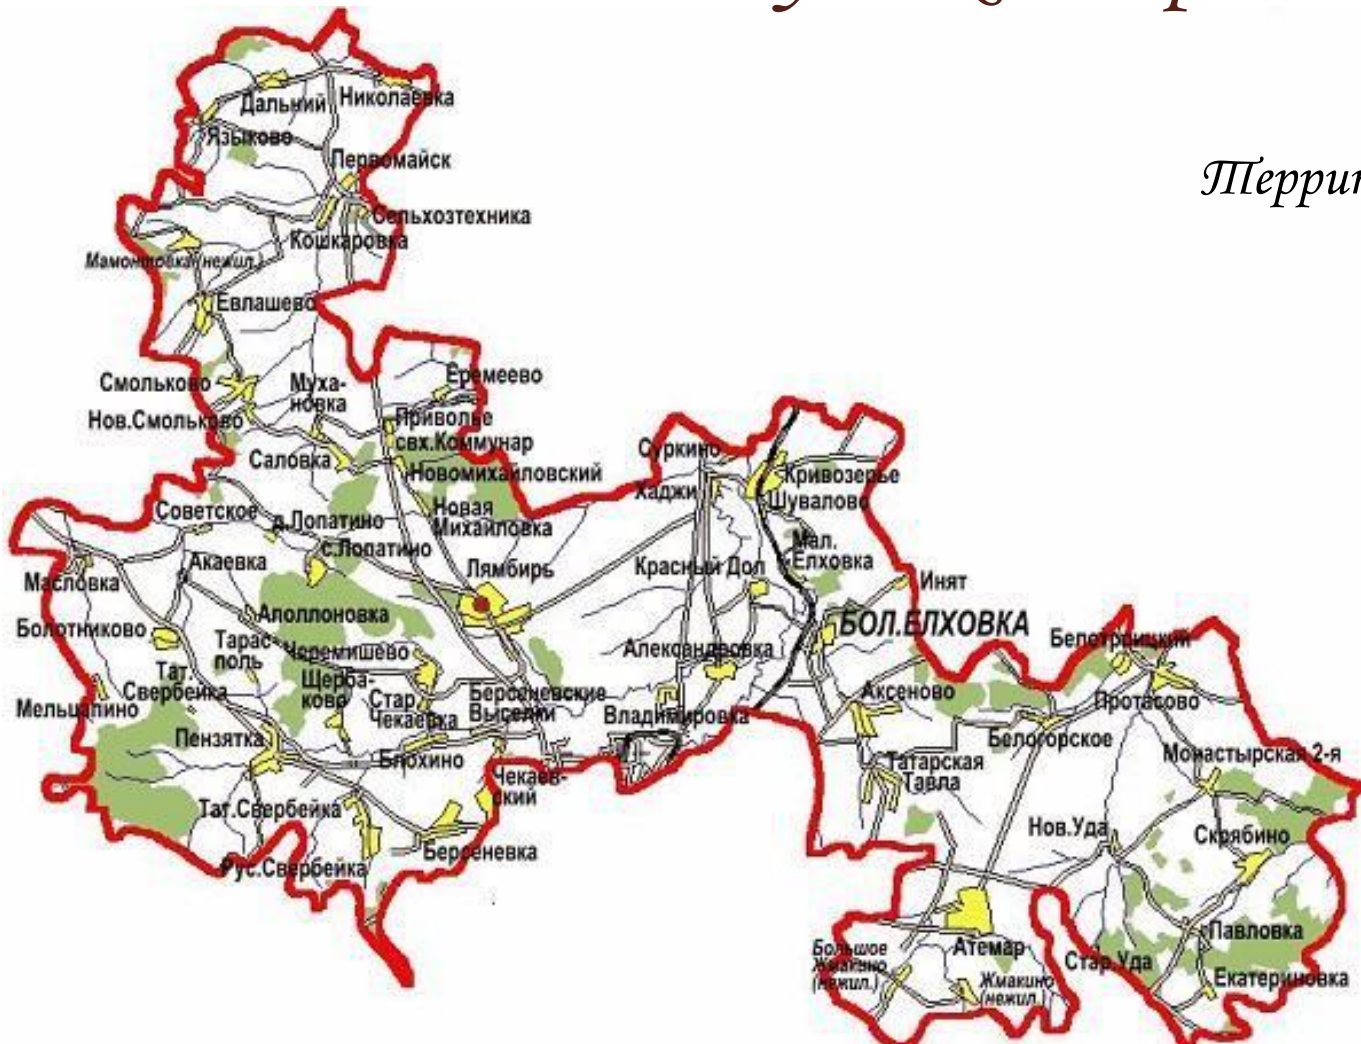 Террит
Дальний
Николаевка
Языково
Первомайск
Сельхозтехника
Кошкаровка
Мамонтовка(нежил.)
Евлашево
Смольково
Муха-
новка
Еремеево
Нов.Смольково
Приволье
свх.Коммунар
Саловка
Новомихайловский
Суркино
Кривозерье
Хаджи
Шувалово
Советское
д.Лопатино
Новая
Михайловка
с.Лопатино
Акаевка
Лямбирь
Мал.
Елховка
Красный Дол
Инят
Масловка
Аполлоновка
БОЛ.ЕЛХОВКА
Болотниково
Тарас-
поль
Черемишево
Александровка
Белотроицкий
Тат.
Свербейка
Щерба-
ково
Стар.
Чекаевка
Берсеневские
Выселки
Аксеново
Протасово
Мельцапино
Владимировка
Пензятка
Белогорское
Блохино
Монастырская 2-я
Татарская
Тавла
Чекаев-
ский
Тат.Свербейка
Нов.Уда
Скрябино
Берсеневка
Рус.Свербейка
Павловка
Атемар
Большое
Жмакино
(нежил.)
Стар.Уда
Екатериновка
Жмакино
(нежил.)